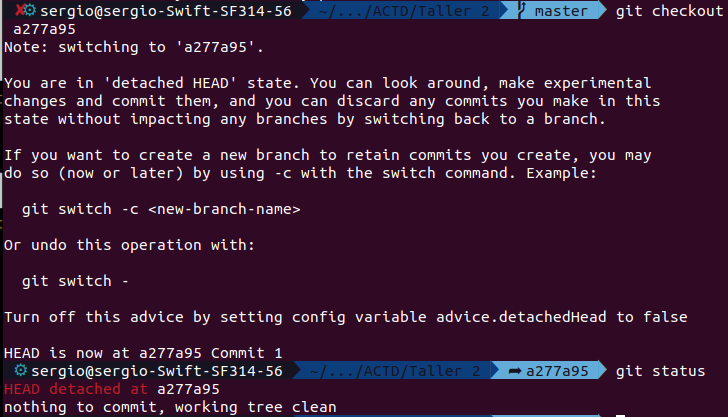 sergio@sergio-Swift-SF314-56 ~/.../ACTD/Taller 2 master git checkout
a277a95
Note: switching to 'a277a95'.
You are in 'detached HEAD' state. You can look around, make experimental
changes and commit them, and you can discard any commits you make in this
state without impacting any branches by switching back to a branch.
If you want to create a new branch to retain commits you create, you may
do so (now or later) by using -c with the switch command. Example:
git switch -c <new-branch-name>
Or undo this operation with:
git switch -
Turn off this advice by setting config variable advice.detachedHead to false
HEAD is now at a277a95 Commit 1
sergio@sergio-Swift-SF314-56 ~/.../ACTD/Taller 2 ➦ a277a95 git status
HEAD detached at a277a95
nothing to commit, working tree clean